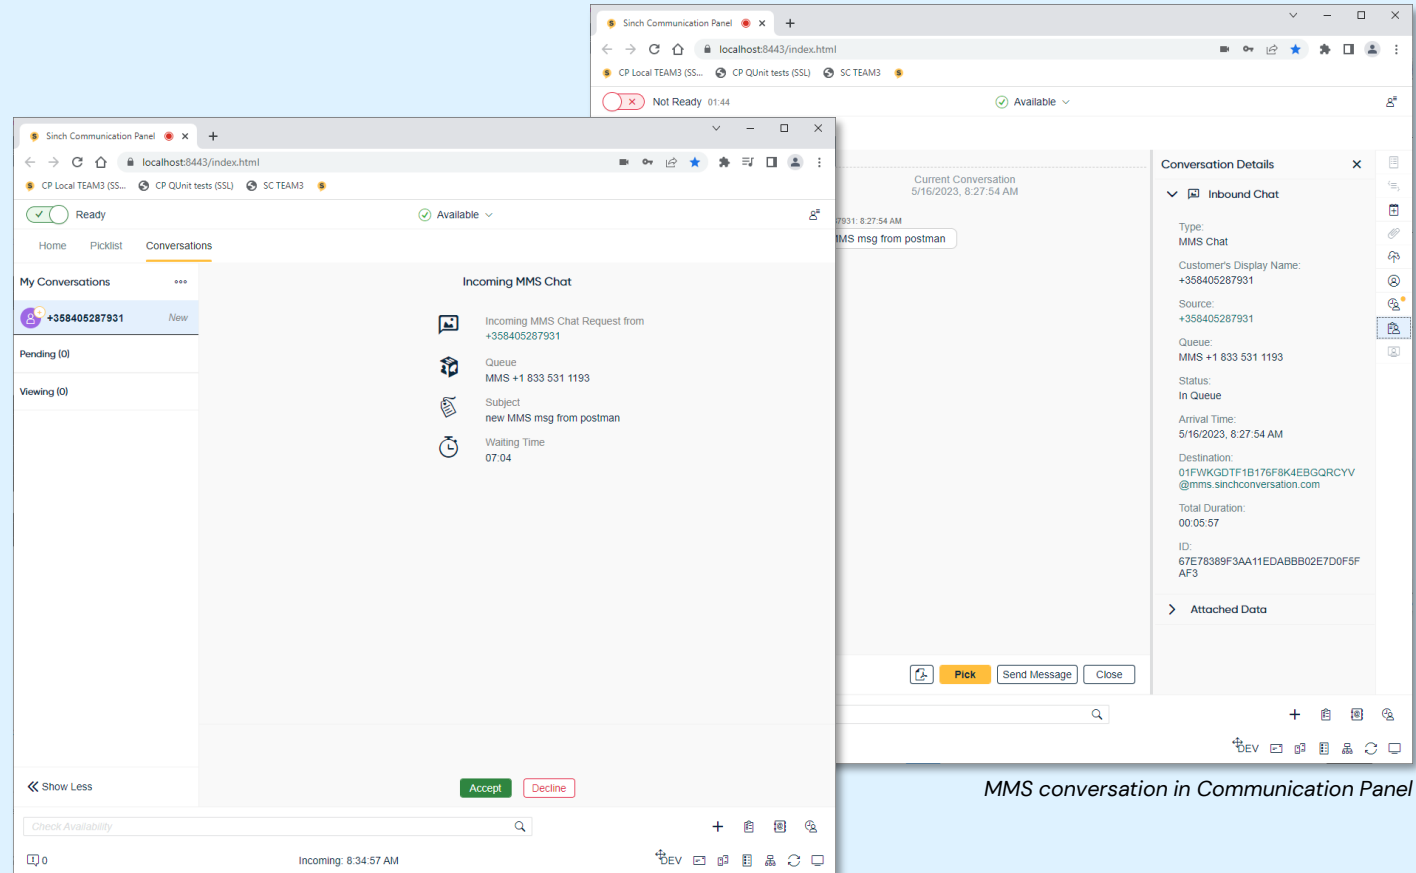 Sinch Communication Panel
localhost:8443/index.html
CP Local TEAM3 (SS...
CP QUnit tests (SSL)
SC TEAM3
Not Ready 01:44
Available
Current Conversation
5/16/2023, 8:27:54 AM
7931: 8:27:54 AM
MS msg from postman
Conversation Details
Inbound Chat
Type:
MMS Chat
Customer's Display Name:
+358405287931
Source:
+358405287931
Queue:
MMS +1 833 531 1193
Status:
In Queue
Arrival Time:
5/16/2023, 8:27:54 AM
Destination:
01FWKGDTF1B176F8K4EBGQRCYV
@mms.sinchconversation.com
Total Duration:
00:05:57
ID:
67E78389F3AA11EDABBB02E7D0F5F
AF3
Attached Data
Pick
Send Message
Close
DEV
Sinch Communication Panel
localhost:8443/index.html
CP Local TEAM3 (SS...
CP QUnit tests (SSL)
SC TEAM3
Ready
Available
Home
Picklist
Conversations
My Conversations
+358405287931
New
Pending (0)
Viewing (0)
Incoming MMS Chat
Incoming MMS Chat Request from
+358405287931
Queue
MMS +1 833 531 1193
Subject
new MMS msg from postman
Waiting Time
07:04
Show Less
Accept
Decline
Check Availability
0
Incoming: 8:34:57 AM
DEV
MMS conversation in Communication Panel